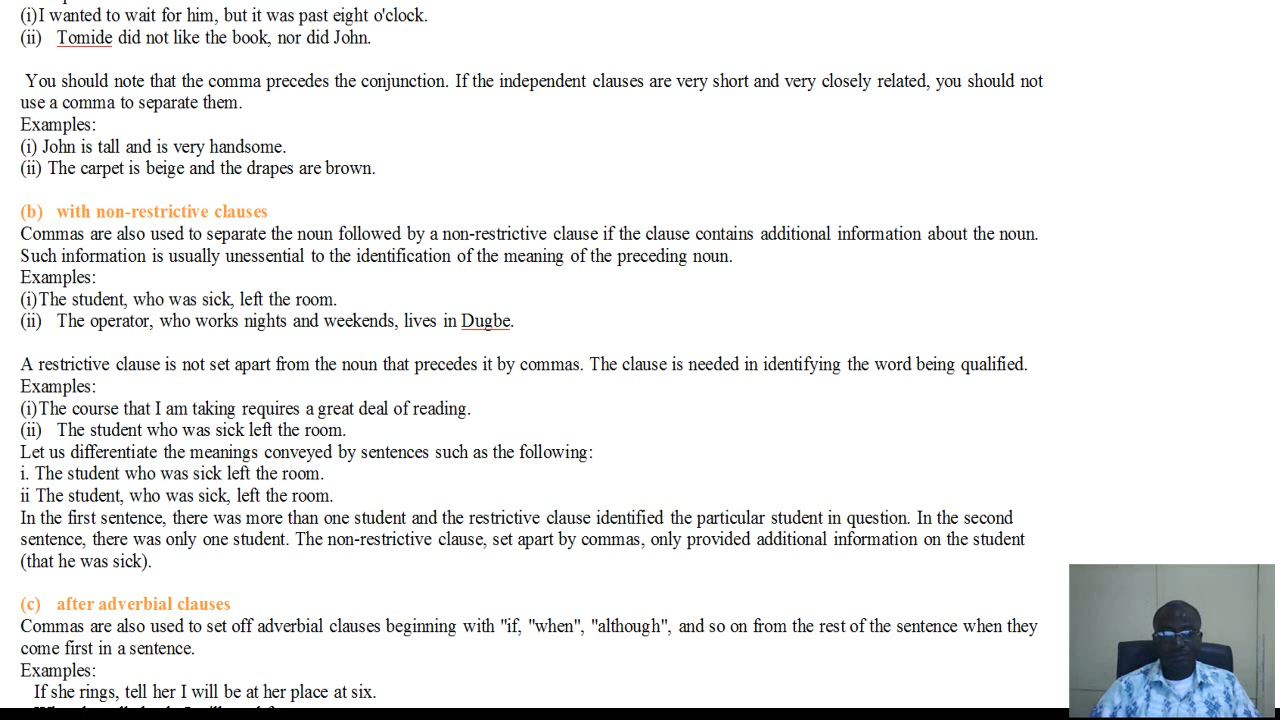 (i)I wanted to wait for him, but it was past eight o'clock.
(ii) Tomide did not like the book, nor did John.
You should note that the comma precedes the conjunction. If the independent clauses are very short and very closely related, you should not
use a comma to separate them.
Examples:
(i) John is tall and is very handsome.
(ii) The carpet is beige and the drapes are brown.
(b) with non-restrictive clauses
Commas are also used to separate the noun followed by a non-restrictive clause if the clause contains additional information about the noun.
Such information is usually unessential to the identification of the meaning of the preceding noun.
Examples:
(i)The student, who was sick, left the room.
(ii) The operator, who works nights and weekends, lives in Dugbe.
A restrictive clause is not set apart from the noun that precedes it by commas. The clause is needed in identifying the word being qualified.
Examples:
(i)The course that I am taking requires a great deal of reading.
(ii) The student who was sick left the room.
Let us differentiate the meanings conveyed by sentences such as the following:
i. The student who was sick left the room.
ii The student, who was sick, left the room.
In the first sentence, there was more than one student and the restrictive clause identified the particular student in question. In the second
sentence, there was only one student. The non-restrictive clause, set apart by commas, only provided additional information on the student
(that he was sick).
(c) after adverbial clauses
Commas are also used to set off adverbial clauses beginning with "if, "when", "although", and so on from the rest of the sentence when they
come first in a sentence.
Examples:
If she rings, tell her I will be at her place at six.